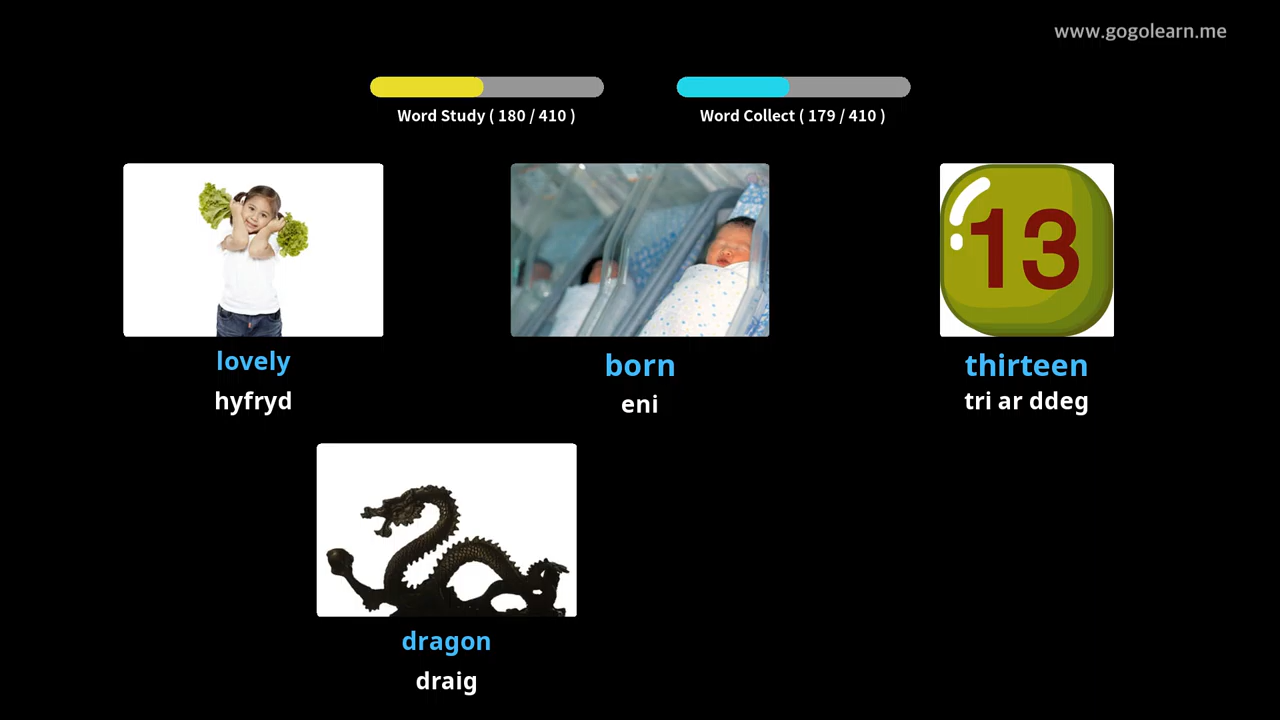 www.gogolearn.me
Word Study ( 180 / 410 )
Word Collect ( 179 / 410 )
13
lovely
hyfryd
born
eni
thirteen
tri ar ddeg
dragon
draig